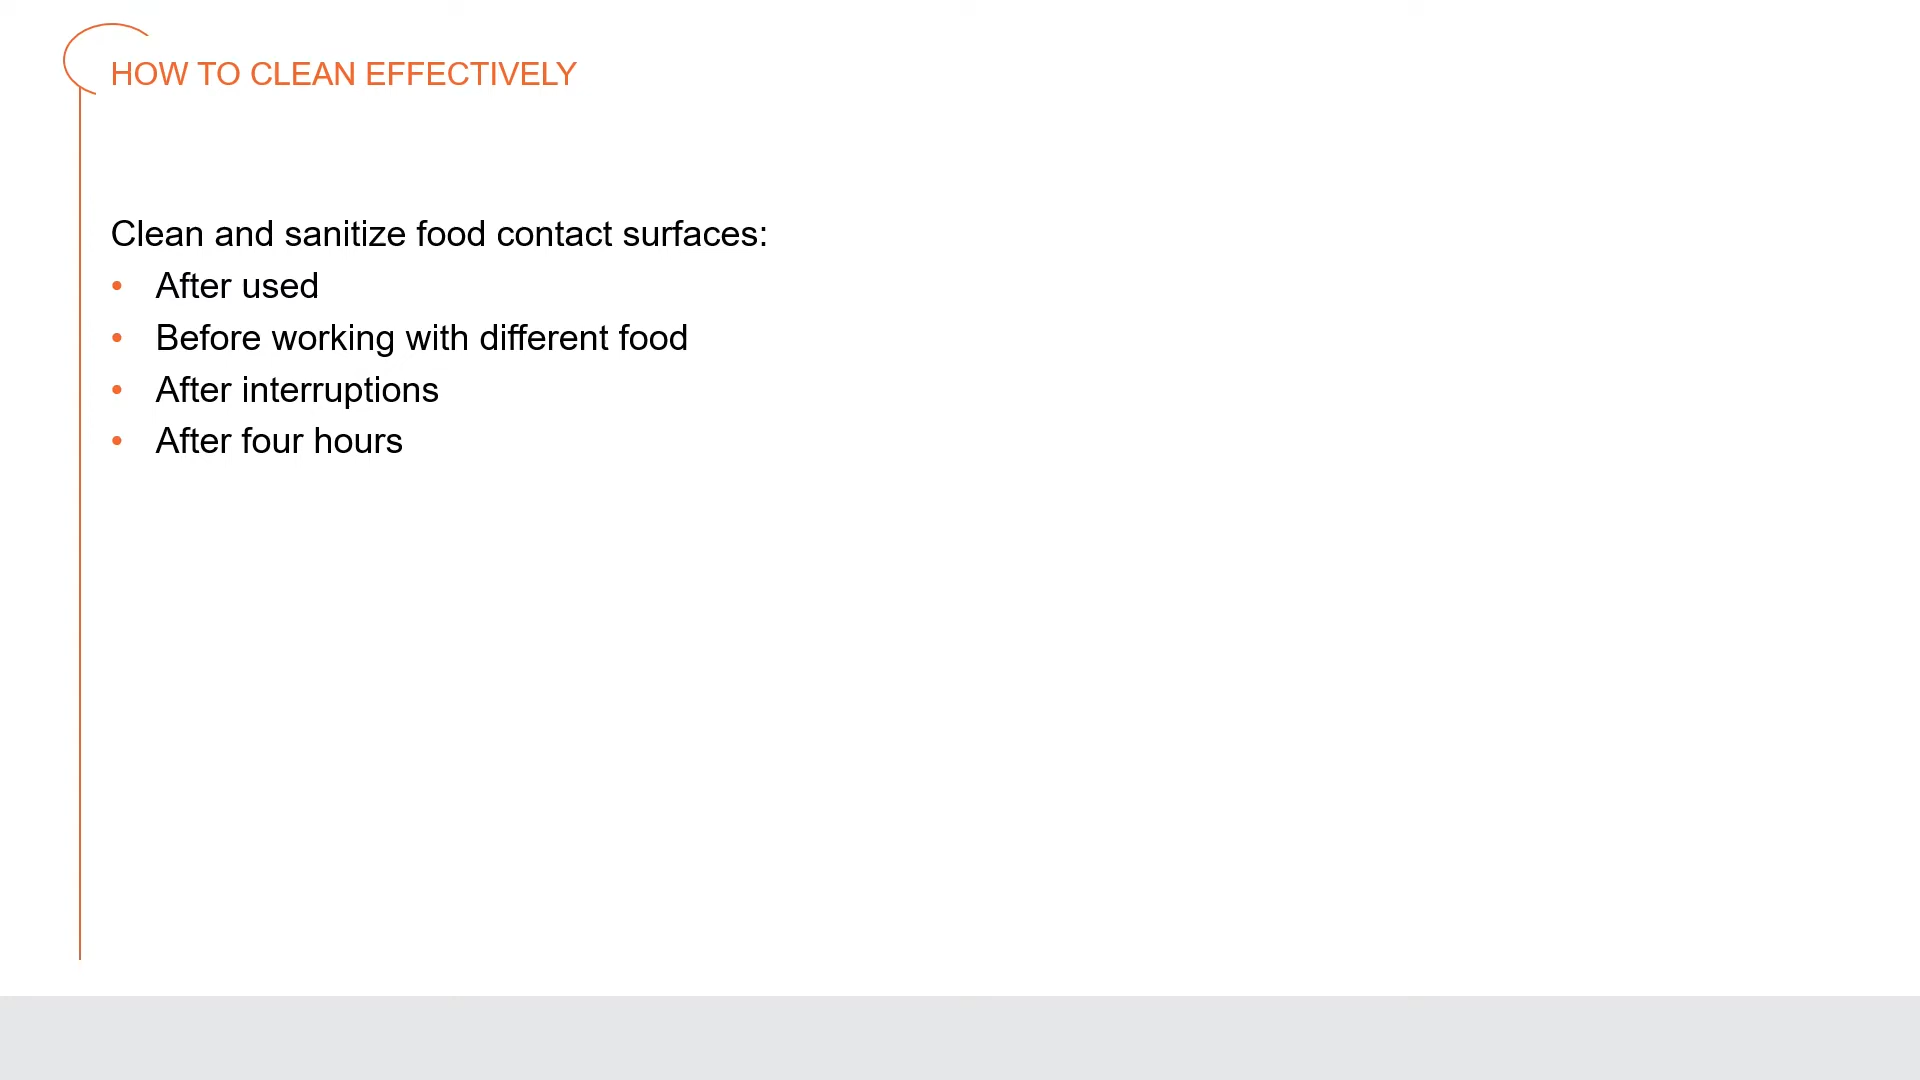 HOW TO CLEAN EFFECTIVELY
Clean and sanitize food contact surfaces:
• After used
• Before working with different food
• After interruptions
• After four hours